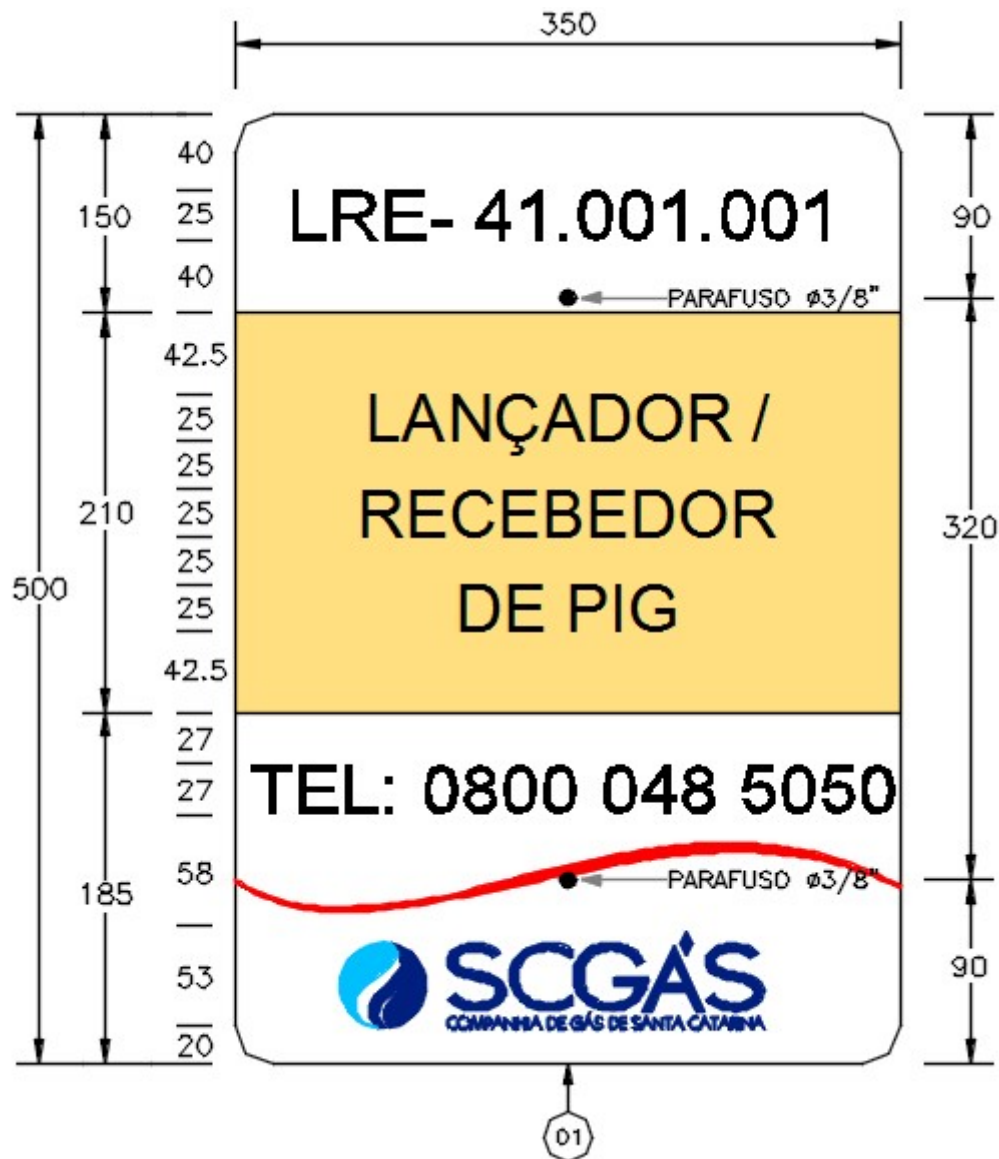 350
40
150
25
90
LRE- 41.001.001
40
PARAFUSO ø3/8"
42.5
25
25
210
25
25
25
42.5
500
LANÇADOR /
RECEBEDOR
DE PIG
320
27
27
TEL: 0800 048 5050
58
185
PARAFUSO ø3/8"
53
90
SCGÁS
COMPANHIA DE GÁS DE SANTA CATARINA
20
01